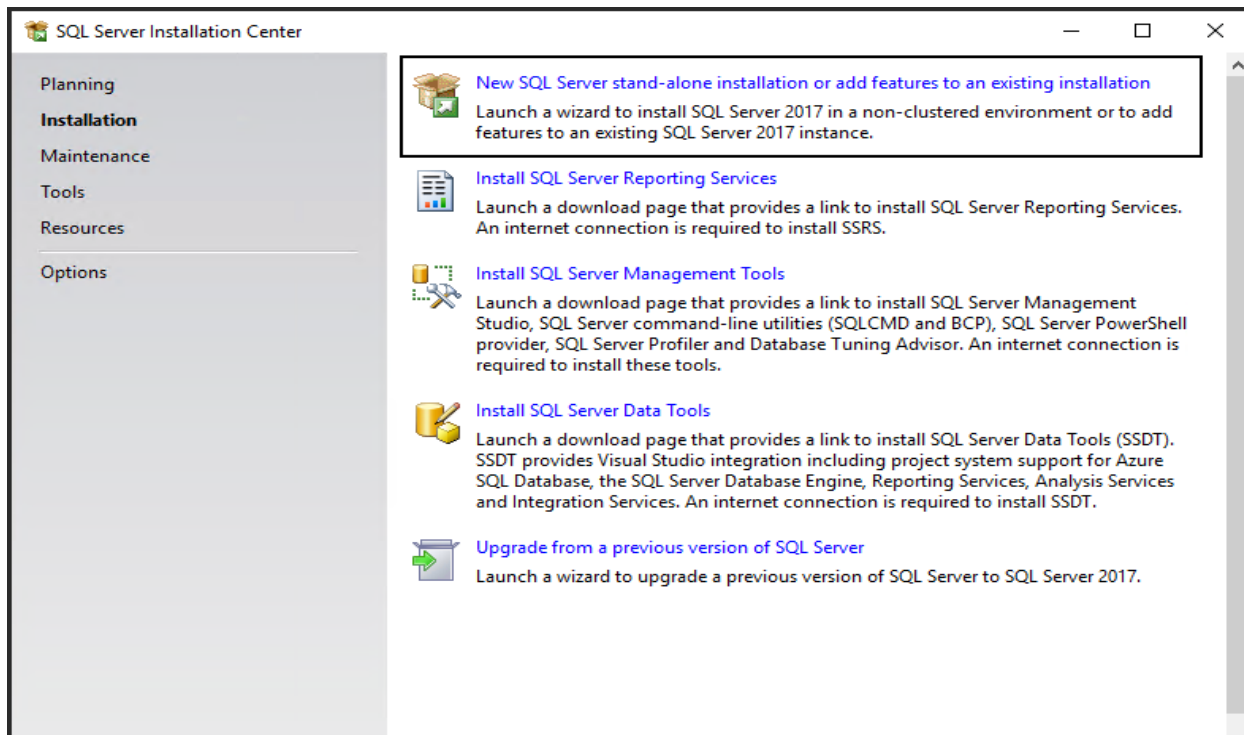 SQL Server Installation Center
Planning
Installation
Maintenance
Tools
Resources
Options
New SQL Server stand-alone installation or add features to an existing installation
Launch a wizard to install SQL Server 2017 in a non-clustered environment or to add
features to an existing SQL Server 2017 instance.
Install SQL Server Reporting Services
Launch a download page that provides a link to install SQL Server Reporting Services.
An internet connection is required to install SSRS.
Install SQL Server Management Tools
Launch a download page that provides a link to install SQL Server Management
Studio, SQL Server command-line utilities (SQLCMD and BCP), SQL Server PowerShell
provider, SQL Server Profiler and Database Tuning Advisor. An internet connection is
required to install these tools.
Install SQL Server Data Tools
Launch a download page that provides a link to install SQL Server Data Tools (SSDT).
SSDT provides Visual Studio integration including project system support for Azure
SQL Database, the SQL Server Database Engine, Reporting Services, Analysis Services
and Integration Services. An internet connection is required to install SSDT.
Upgrade from a previous version of SQL Server
Launch a wizard to upgrade a previous version of SQL Server to SQL Server 2017.